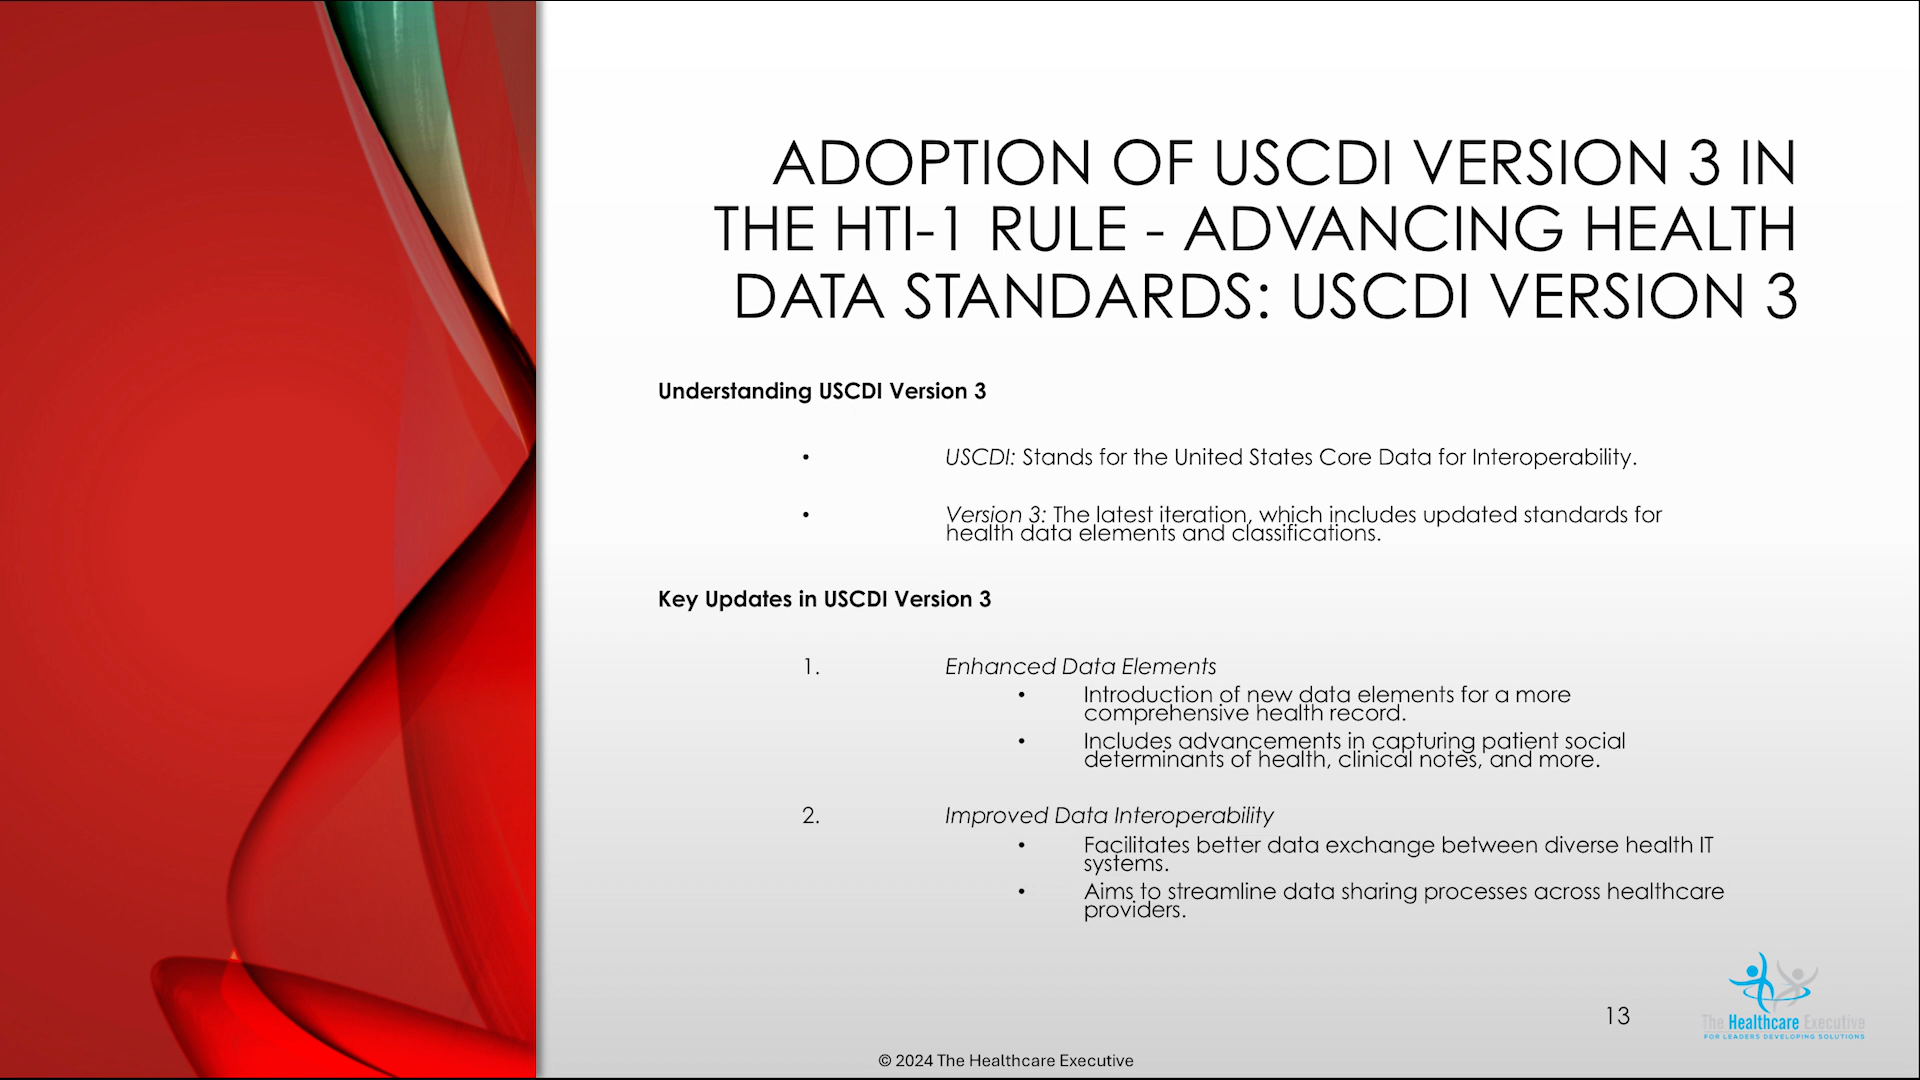 ADOPTION OF USCDI VERSION 3 IN
THE HTI-1 RULE - ADVANCING HEALTH
DATA STANDARDS: USCDI VERSION 3
Understanding USCDI Version 3
• USCDI: Stands for the United States Core Data for Interoperability.
• Version 3: The latest iteration, which includes updated standards for
health data elements and classifications.
Key Updates in USCDI Version 3
1. Enhanced Data Elements
• Introduction of new data elements for a more
comprehensive health record.
• Includes advancements in capturing patient social
determinants of health, clinical notes, and more.
2. Improved Data Interoperability
• Facilitates better data exchange between diverse health IT
systems.
• Aims to streamline data sharing processes across healthcare
providers.
13
The Healthcare Executive
FOR LEADERS DEVELOPING SOLUTIONS
© 2024 The Healthcare Executive